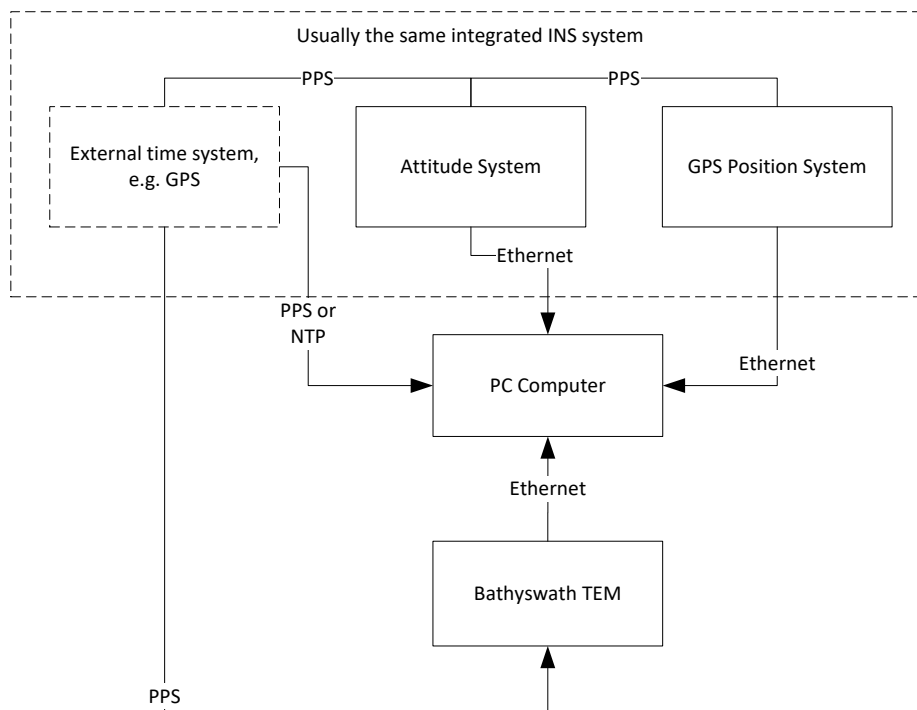 Usually the same integrated INS system
PPS
PPS
External time system,
e.g. GPS
Attitude System
GPS Position System
Ethernet
PPS or
NTP
Ethernet
PC Computer
Ethernet
Bathyswath TEM
PPS